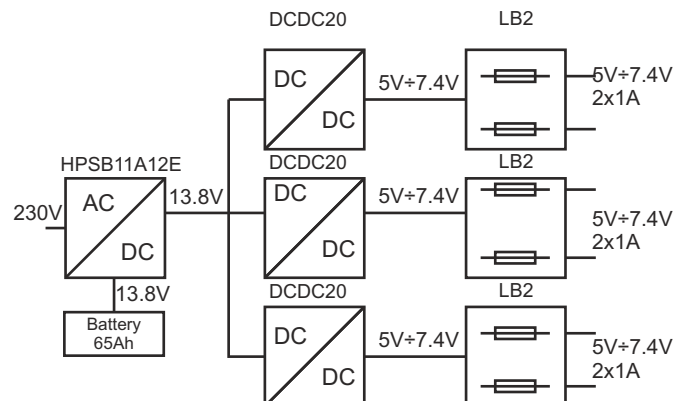 DCDC20
LB2
DC
DC
5V÷7.4V
5V÷7.4V
2x1A
HPSB11A12E
DCDC20
LB2
230V
AC
DC
13.8V
DC
DC
5V÷7.4V
5V÷7.4V
2x1A
13.8V
Battery
65Ah
DCDC20
LB2
DC
DC
5V÷7.4V
5V÷7.4V
2x1A